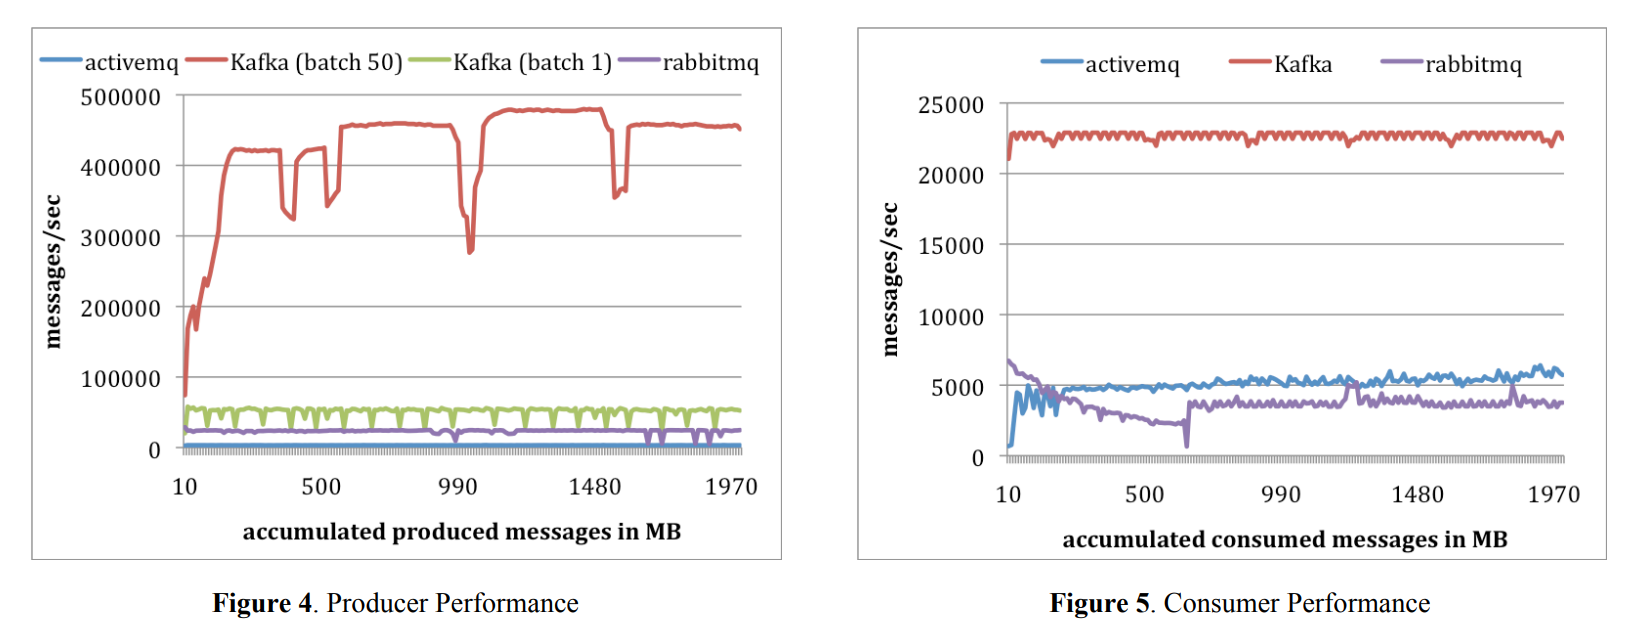 activemq Kafka (batch 50) Kafka (batch 1) rabbitmq
500000
400000
300000
200000
100000
0
messages/sec
10 500 990 1480 1970
accumulated produced messages in MB
Figure 4. Producer Performance
activemq Kafka rabbitmq
25000
20000
15000
10000
5000
0
messages/sec
10 500 990 1480 1970
accumulated consumed messages in MB
Figure 5. Consumer Performance